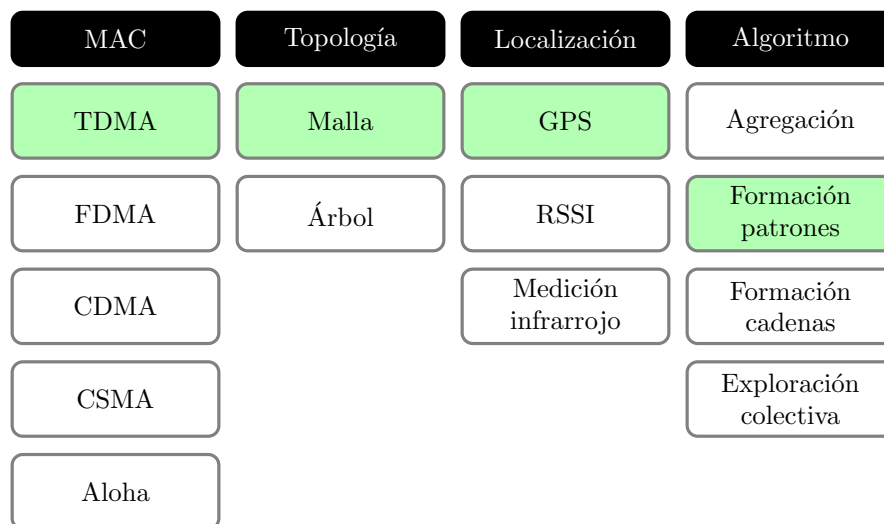 MAC
Topología
Localización
Algoritmo
TDMA
Malla
GPS
Agregación
FDMA
Árbol
RSSI
Formación
patrones
CDMA
Medición
infrarrojo
Formación
cadenas
CSMA
Exploración
colectiva
Aloha